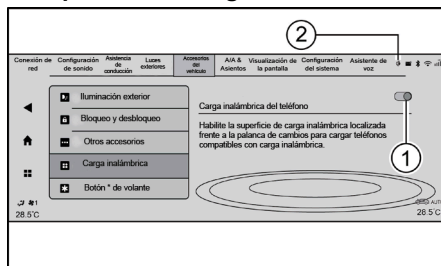 2
Conexión de red
Configuración de sonido
Asistencia de conducción
Luces exteriores
Accesorios del vehículo
A/A & Asientos
Visualización de la pantalla
Configuración del sistema
Asistente de voz
Iluminación exterior
Bloqueo y desbloqueo
Otros accesorios
Carga inalámbrica
Botón * de volante
Carga inalámbrica del teléfono
Habilite la superficie de carga inalámbrica localizada
frente a la palanca de cambios para cargar teléfonos
compatibles con carga inalámbrica.
1
1
28.5°C
AUTO
28.5°C